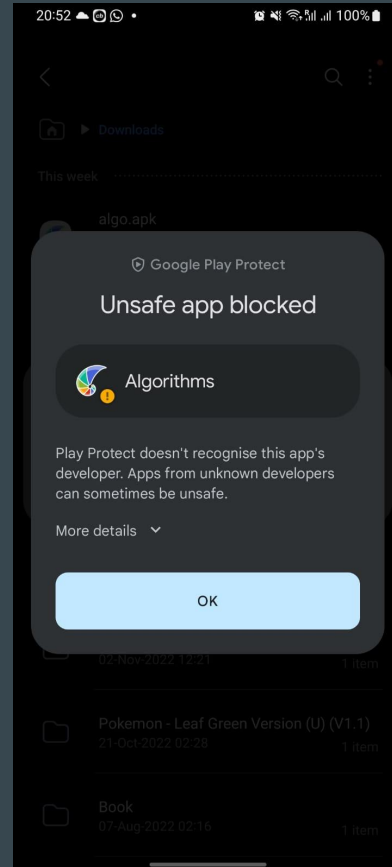 20:52
100%
Downloads
This week
algo.apk
Google Play Protect
Unsafe app blocked
Algorithms
Play Protect doesn't recognise this app's
developer. Apps from unknown developers
can sometimes be unsafe.
More details
OK
02-Nov-2022 12:21
1 item
Pokemon - Leaf Green Version (U) (V1.1)
21-Oct-2022 02:28
1 item
Book
07-Aug-2022 02:16
1 item